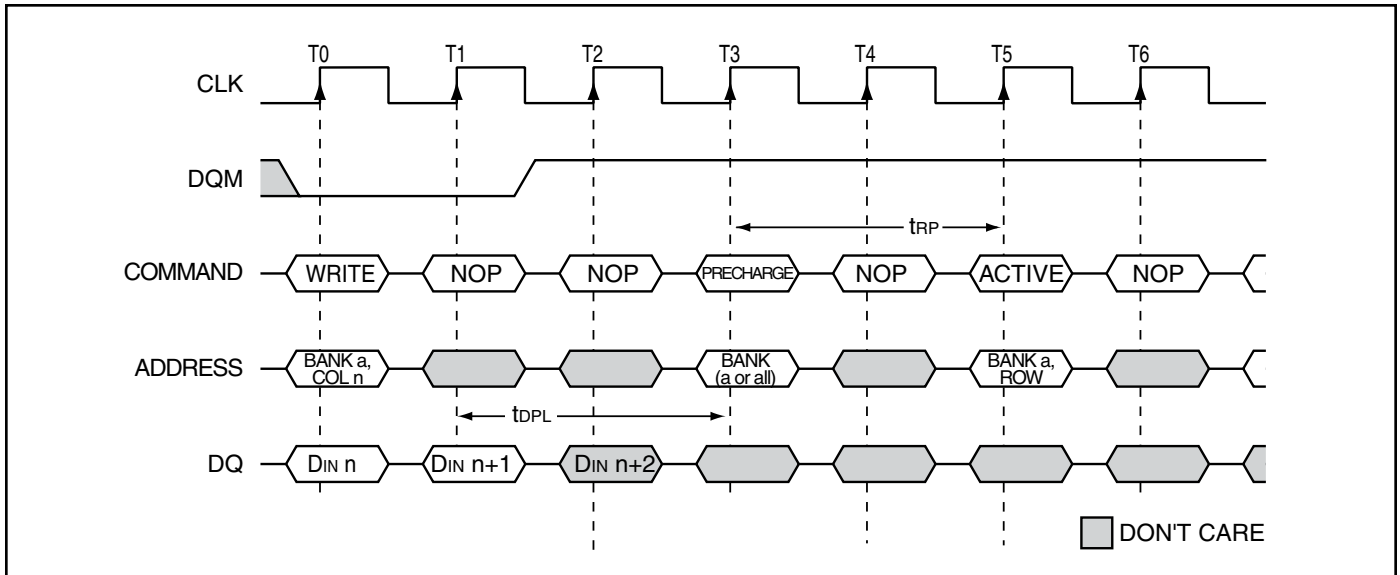 T0 T1 T2 T3 T4 T5 T6
CLK
DQM
tRP
COMMAND WRITE NOP NOP PRECHARGE NOP ACTIVE NOP
ADDRESS BANK a, COL n BANK (a or all) BANK a, ROW
tDPL
DQ DIN n DIN n+1 DIN n+2
DON'T CARE